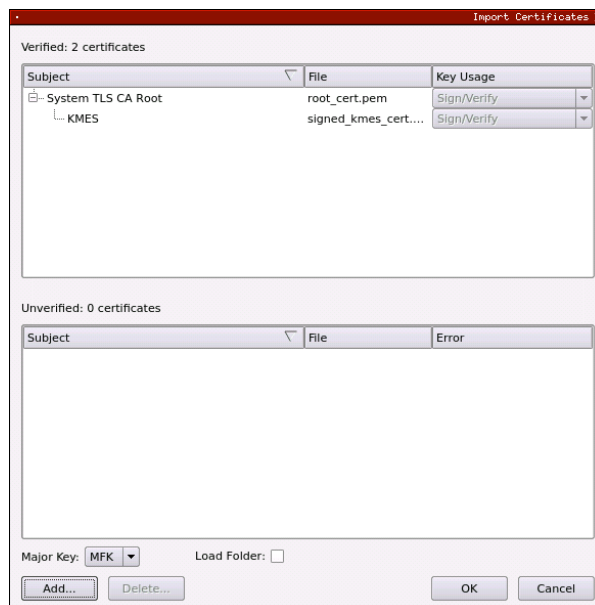 Import Certificates
Verified: 2 certificates
Subject File Key Usage
System TLS CA Root root_cert.pem Sign/Verify
KMES signed_kmes_cert.... Sign/Verify
Unverified: 0 certificates
Subject File Error
Major Key: MFK Load Folder:
Add... Delete... OK Cancel